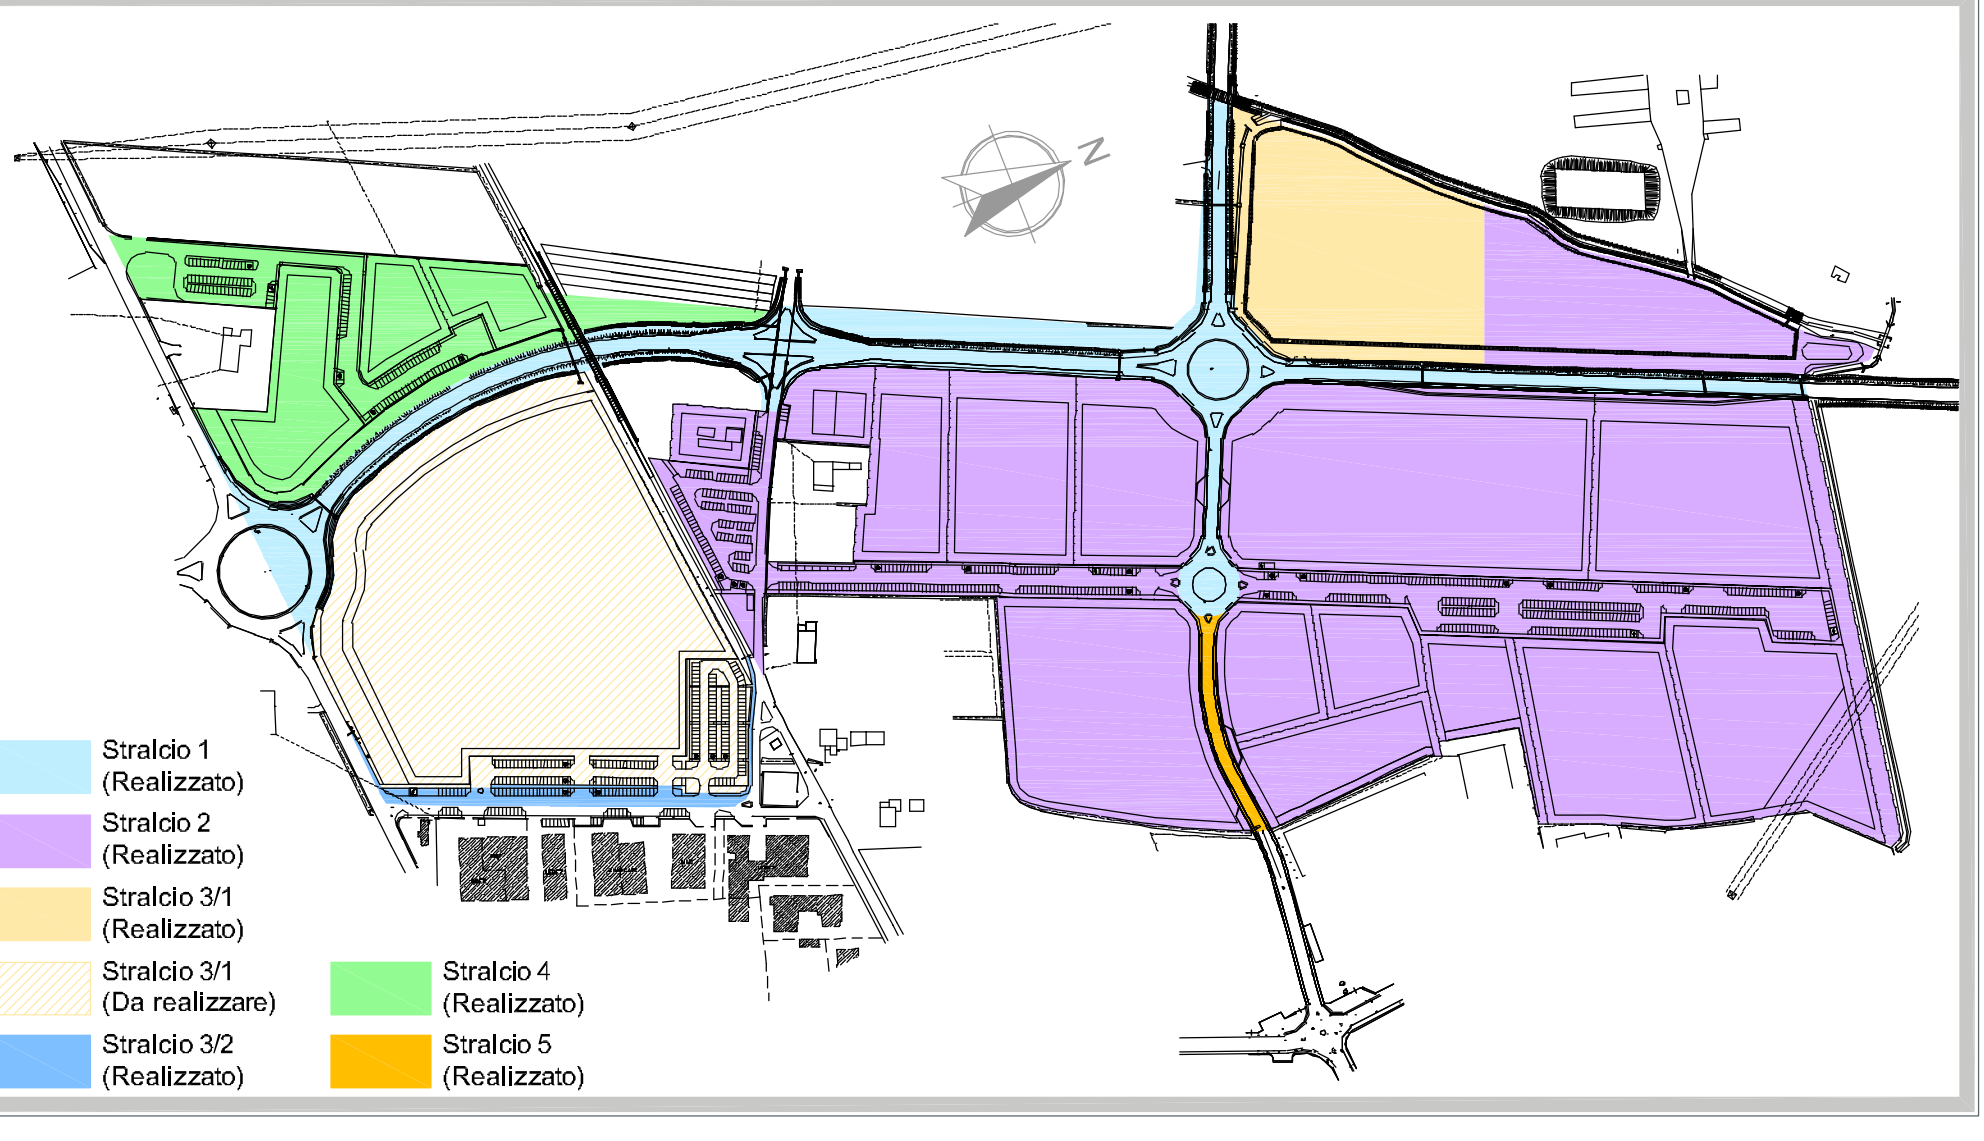 N
Stralcio 1
(Realizzato)
Stralcio 2
(Realizzato)
Stralcio 3/1
(Realizzato)
Stralcio 3/1
(Da realizzare)
Stralcio 3/2
(Realizzato)
Stralcio 4
(Realizzato)
Stralcio 5
(Realizzato)